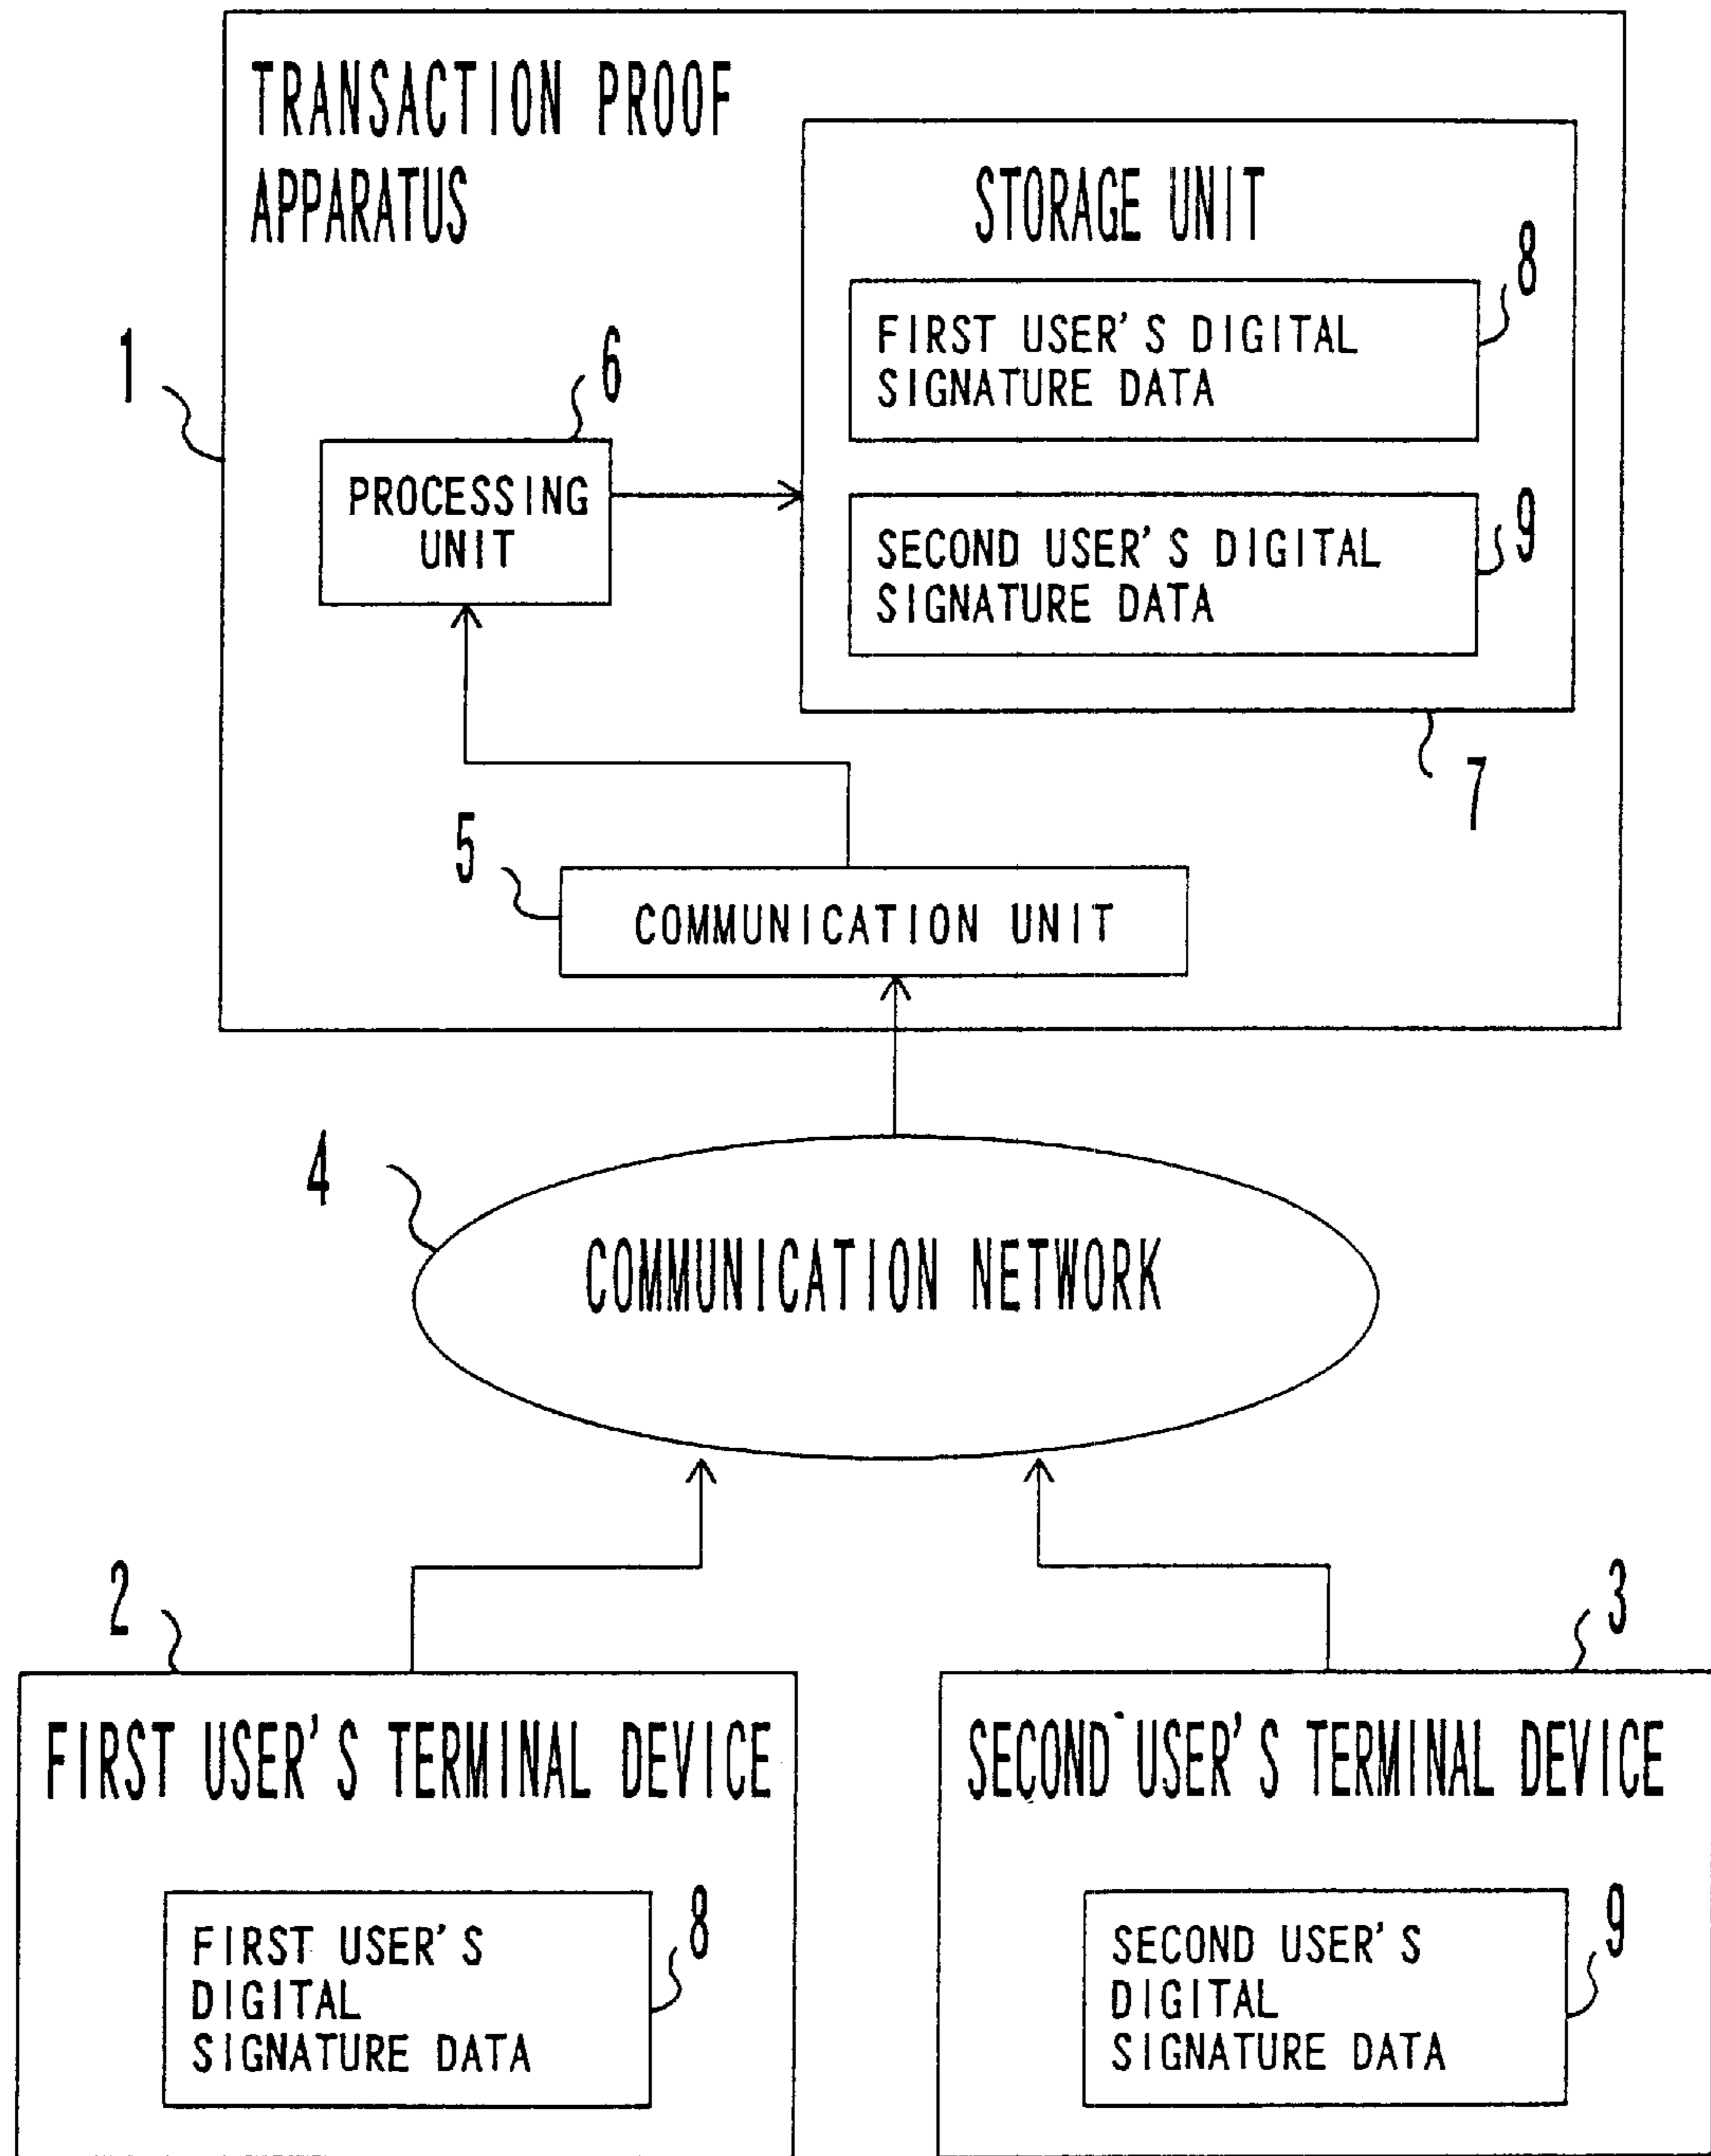 TRANSACTION PROOF
APPARATUS
STORAGE UNIT
8
FIRST USER'S DIGITAL
SIGNATURE DATA
1
6
PROCESSING
UNIT
9
SECOND USER'S DIGITAL
SIGNATURE DATA
7
5
COMMUNICATION UNIT
4
COMMUNICATION NETWORK
2
3
FIRST USER'S TERMINAL DEVICE
SECOND USER'S TERMINAL DEVICE
8
FIRST USER'S
DIGITAL
SIGNATURE DATA
9
SECOND USER'S
DIGITAL
SIGNATURE DATA